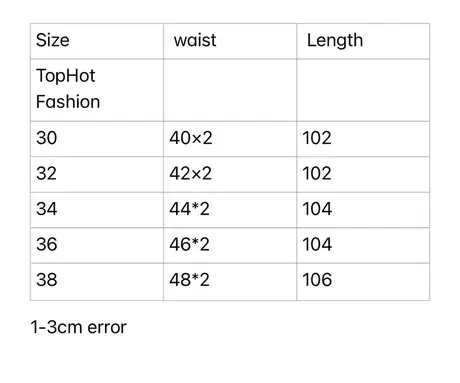 Size waist Length
TopHot
Fashion
30 40×2 102
32 42×2 102
34 44*2 104
36 46*2 104
38 48*2 106
1-3cm error